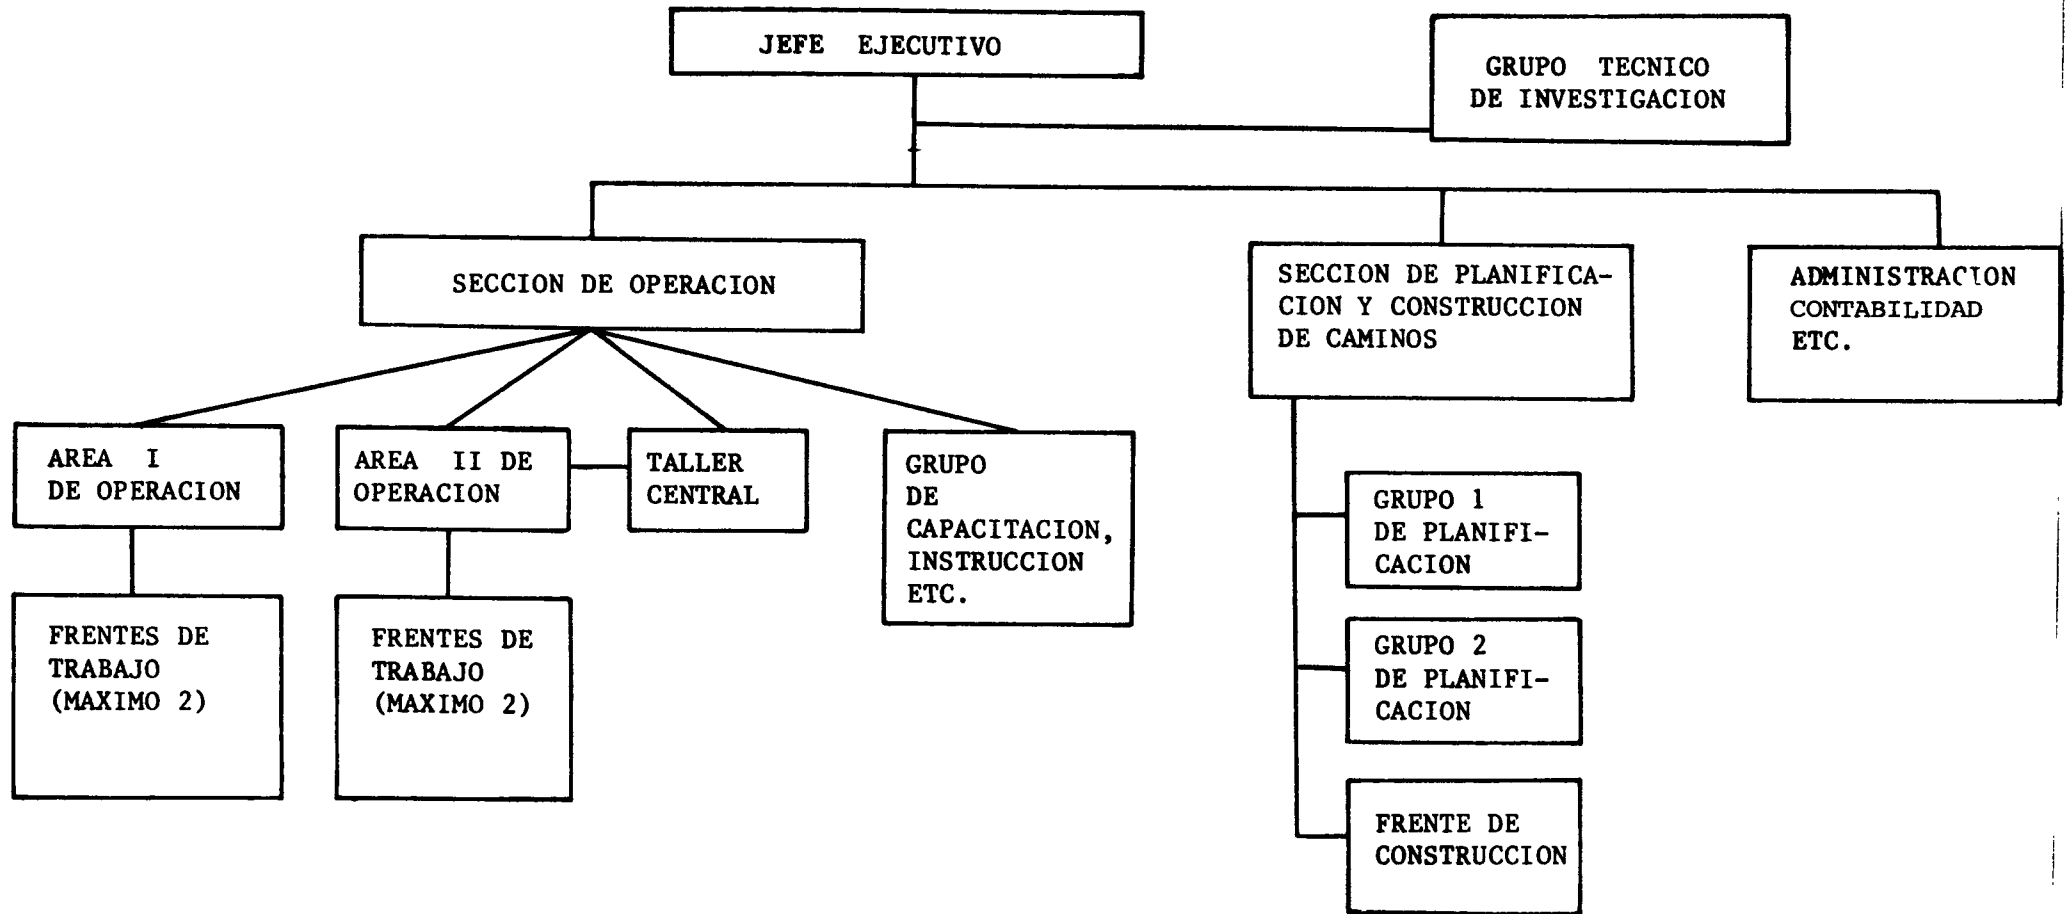 JEFE EJECUTIVO
GRUPO TECNICO
DE INVESTIGACION
SECCION DE OPERACION
SECCION DE PLANIFICA-
CION Y CONSTRUCCION
DE CAMINOS
ADMINISTRACION
CONTABILIDAD
ETC.
AREA I
DE OPERACION
AREA II DE
OPERACION
TALLER
CENTRAL
GRUPO
DE
CAPACITACION,
INSTRUCCION
ETC.
FRENTES DE
TRABAJO
(MAXIMO 2)
FRENTES DE
TRABAJO
(MAXIMO 2)
GRUPO 1
DE PLANIFI-
CACION
GRUPO 2
DE PLANIFI-
CACION
FRENTE DE
CONSTRUCCION